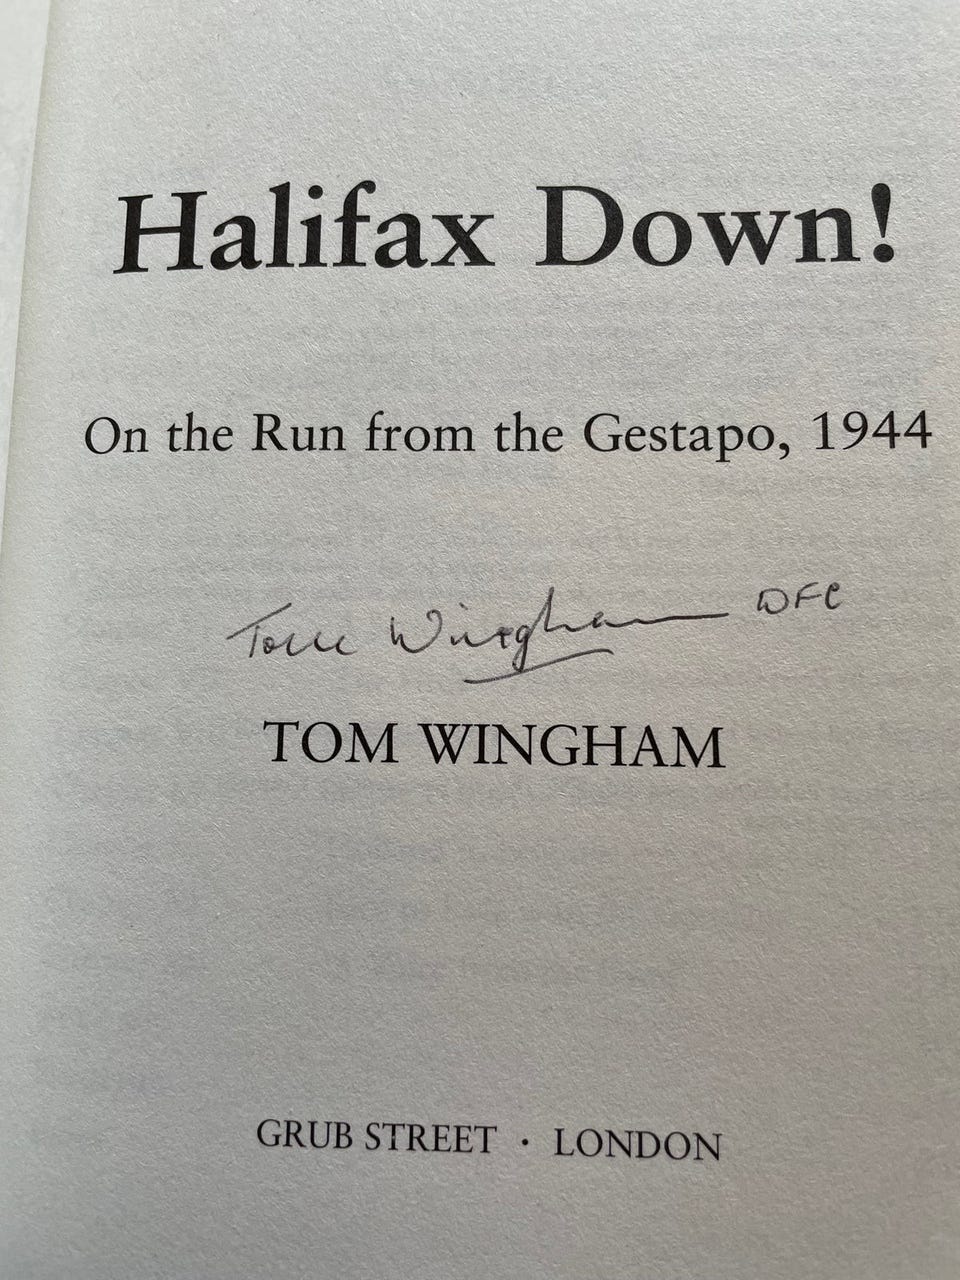 Halifax Down!
On the Run from the Gestapo, 1944
Tom Wingham DFC
TOM WINGHAM
GRUB STREET · LONDON